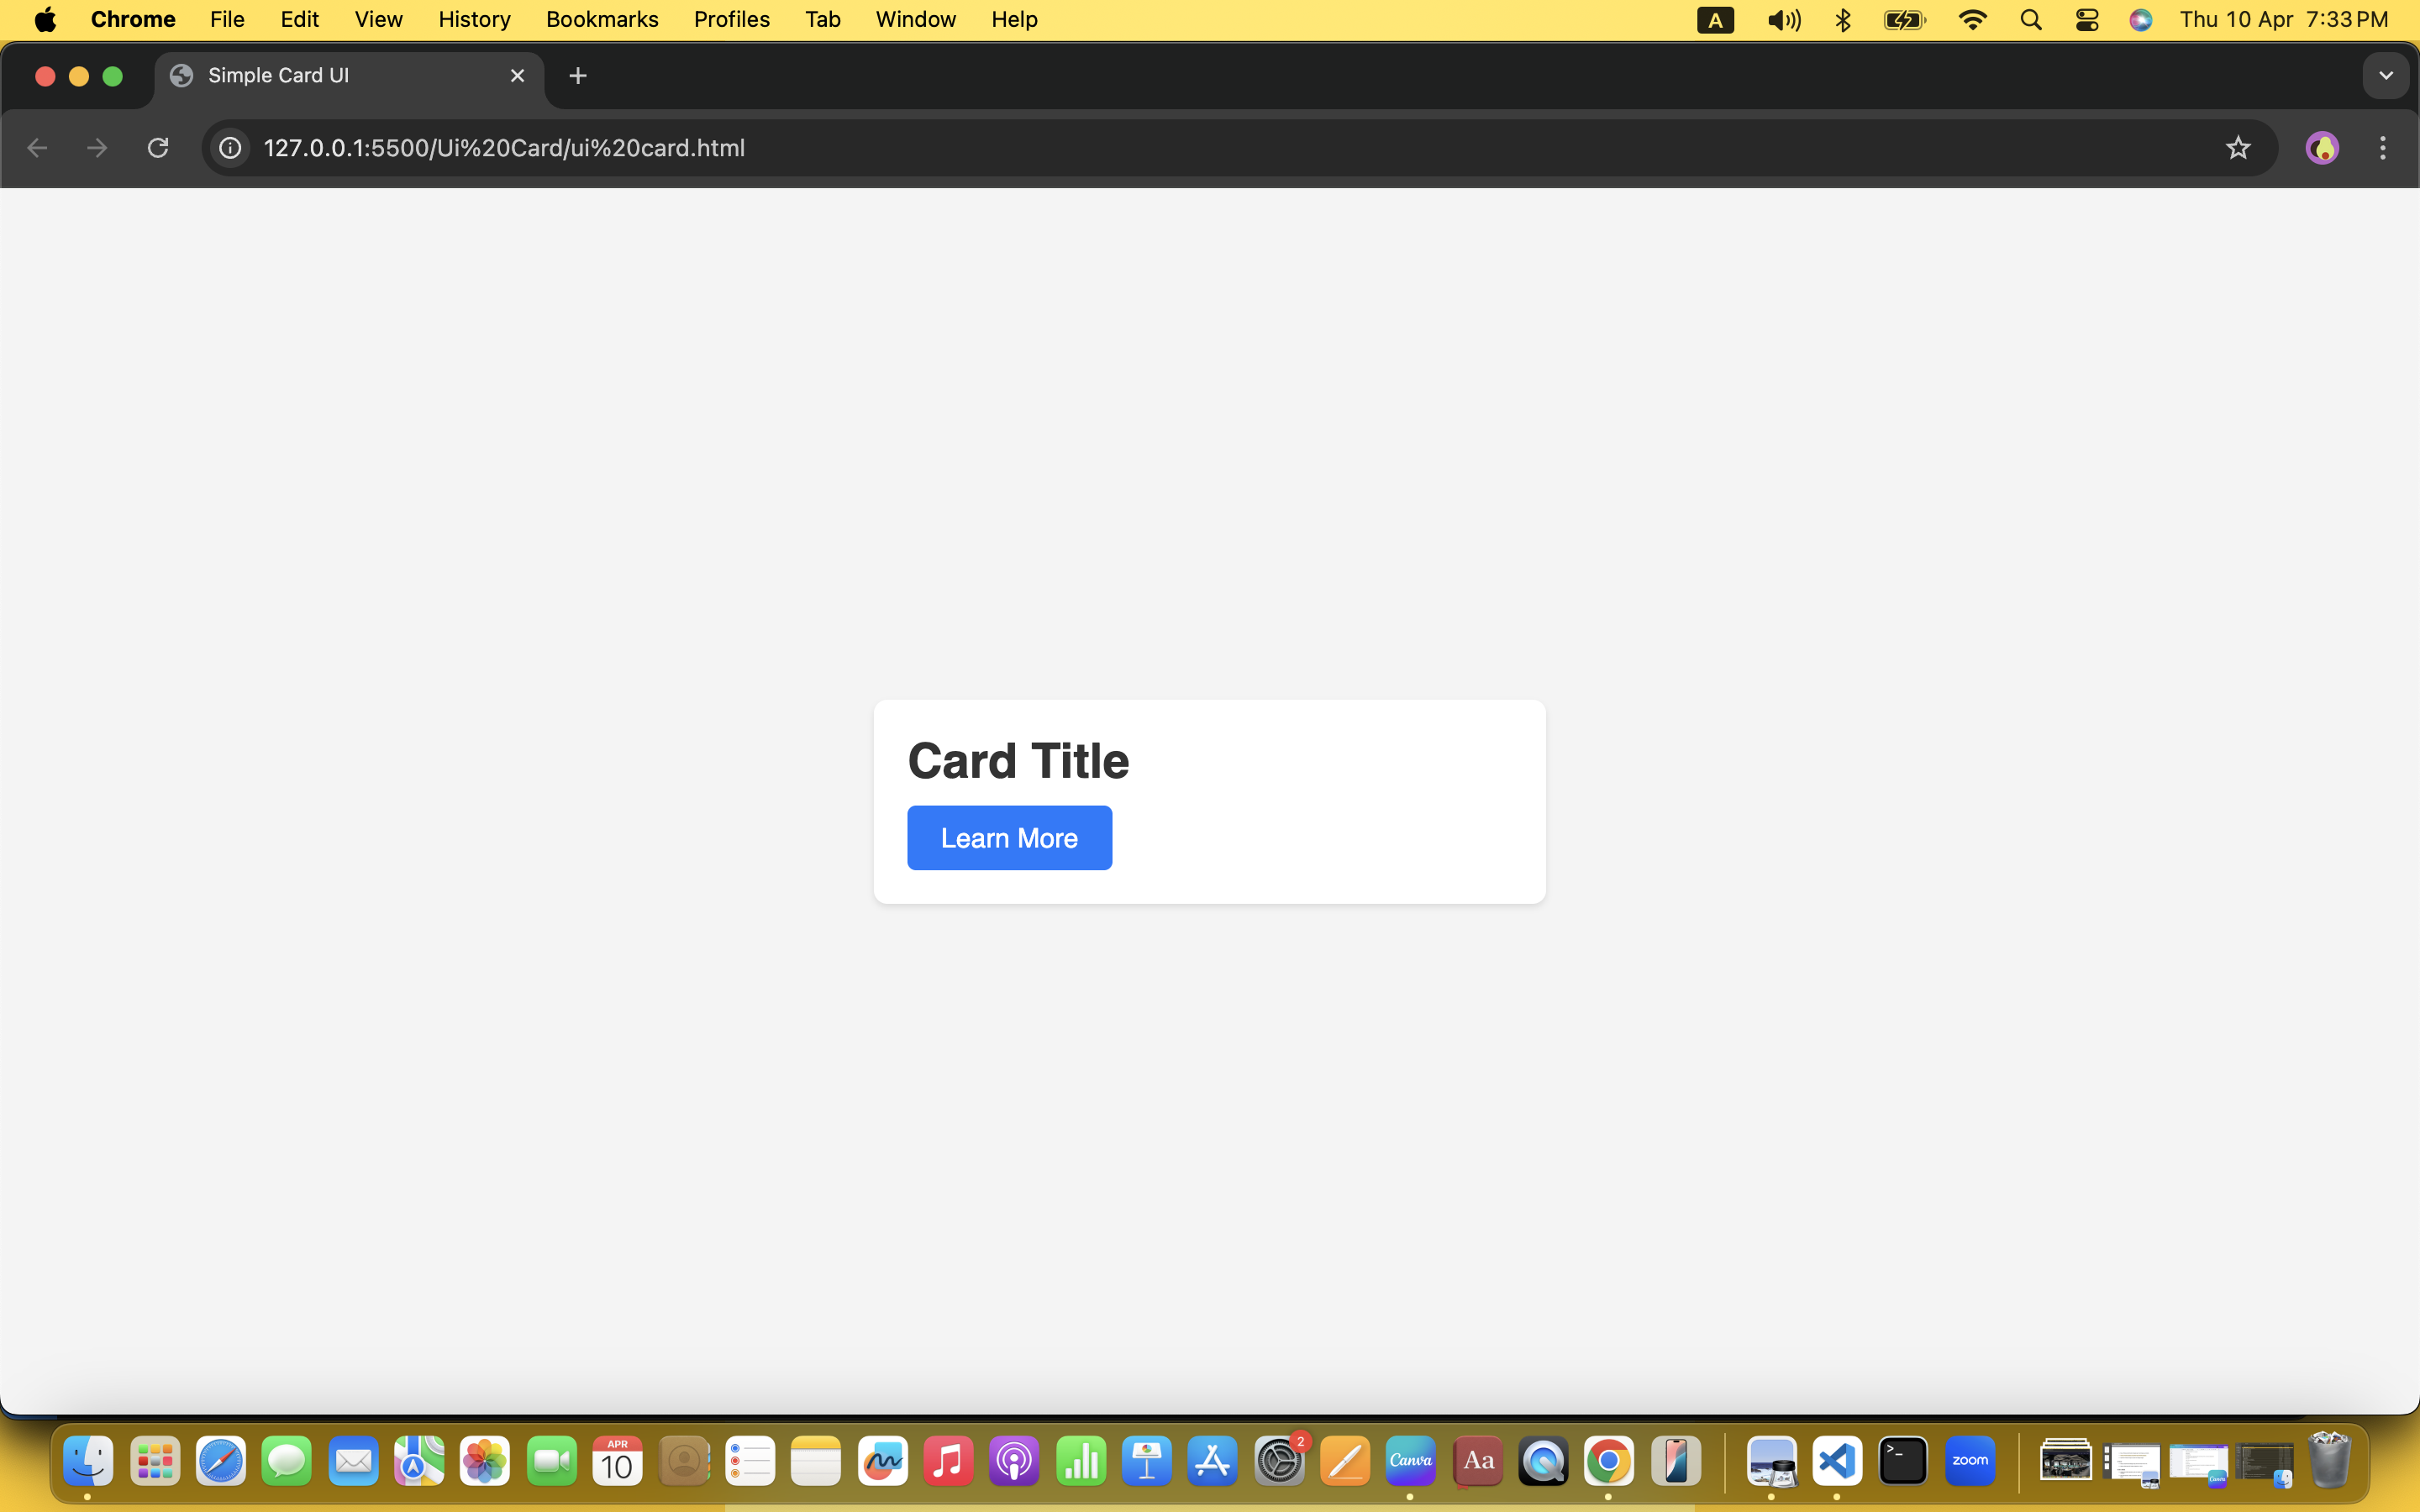 Chrome File Edit View History Bookmarks Profiles Tab Window Help A Thu 10 Apr 7:33 PM
Simple Card UI
127.0.0.1:5500/Ui%20Card/ui%20card.html
Card Title
Learn More
APR
10
2
Canva
Aa
>_
zoom
Canva